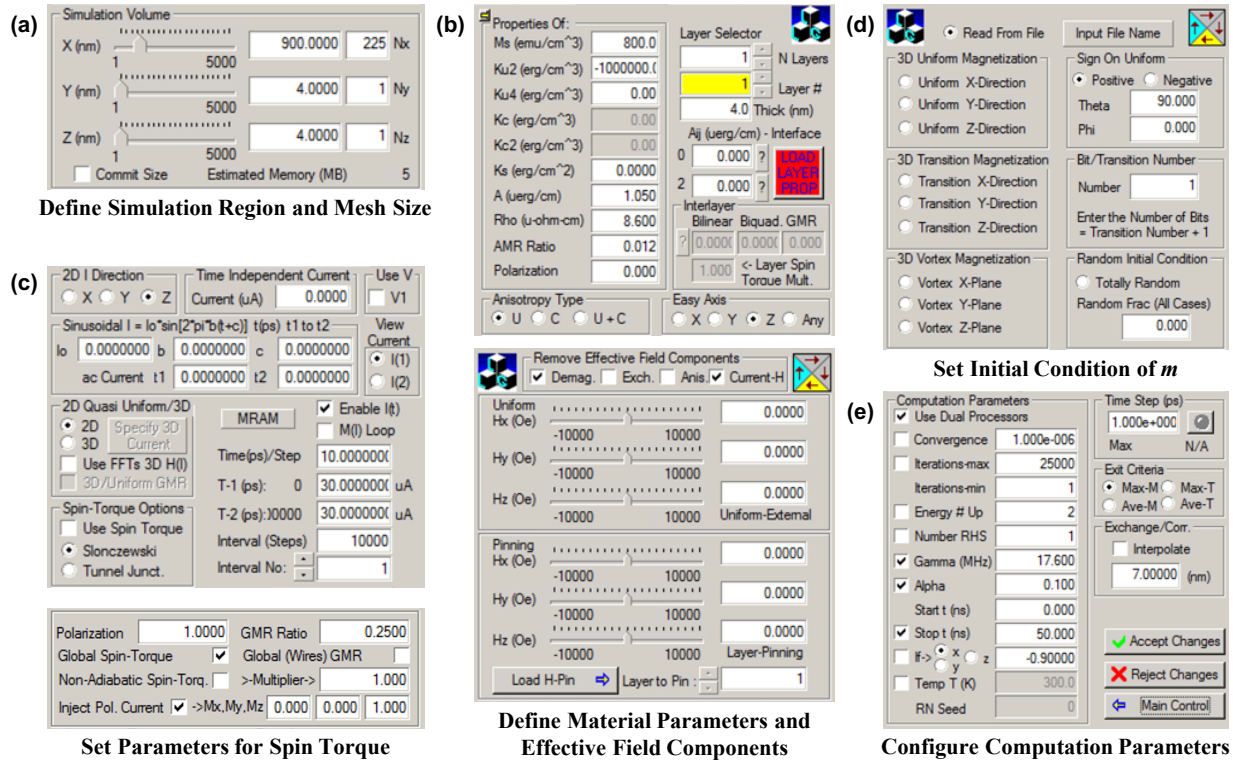 (a)
Simulation Volume
X (nm) 900.0000 225 Nx
1 5000
Y (nm) 4.0000 1 Ny
1 5000
Z (nm) 4.0000 1 Nz
1 5000
Commit Size Estimated Memory (MB) 5
Define Simulation Region and Mesh Size
(b)
Properties Of:
Ms (emu/cm^3) 800.0
Ku2 (erg/cm^3) -1000000.(
Ku4 (erg/cm^3) 0.00
Kc (erg/cm^3) 0.00
Kc2 (erg/cm^3) 0.00
Ks (erg/cm^2) 0.0000
A (uerg/cm) 1.050
Rho (u-ohm-cm) 8.600
AMR Ratio 0.012
Polarization 0.000
Layer Selector
1 N Layers
1 Layer #
4.0 Thick (nm)
Aij (uerg/cm) - Interface
0 0.000 ?
2 0.000 ?
LOAD
LAYER
PROP
Interlayer
Bilinear Biquad. GMR
? 0.000( 0.000( 0.000
1.000 <- Layer Spin
Torque Mult.
Anisotropy Type
U C U + C
Easy Axis
X Y Z Any
Remove Effective Field Components
Demag. Exch. Anis. Current-H
Uniform
Hx (Oe) 0.0000
-10000 10000
Hy (Oe) 0.0000
-10000 10000
Hz (Oe) 0.0000
-10000 10000 Uniform-External
Pinning
Hx (Oe) 0.0000
-10000 10000
Hy (Oe) 0.0000
-10000 10000
Hz (Oe) 0.0000
-10000 10000 Layer-Pinning
Load H-Pin Layer to Pin : 1
Define Material Parameters and
Effective Field Components
(c)
2D I Direction
X Y Z
Time Independent Current
Current (uA) 0.0000
Use V
V1
Sinusoidal I = Io*sin[2*pi*b(t+c)] t(ps) t1 to t2
Io 0.0000000 b 0.0000000 c 0.0000000
ac Current t1 0.0000000 t2 0.0000000
View
Current
I(1)
I(2)
2D Quasi Uniform/3D
2D
3D
Specify 3D
Current
Use FFTs 3D H(I)
3D/Uniform GMR
Spin-Torque Options
Use Spin Torque
Slonczewski
Tunnel Junct.
MRAM
Enable I(t)
M(I) Loop
Time(ps)/Step 10.000000(
T-1 (ps): 0 30.000000( uA
T-2 (ps):)0000 30.000000( uA
Interval (Steps) 10000
Interval No: 1
Polarization 1.0000 GMR Ratio 0.2500
Global Spin-Torque Global (Wires) GMR
Non-Adiabatic Spin-Torq. >-Multiplier-> 1.000
Inject Pol. Current ->Mx,My,Mz 0.000 0.000 1.000
Set Parameters for Spin Torque
(d)
Read From File Input File Name
3D Uniform Magnetization
Uniform X-Direction
Uniform Y-Direction
Uniform Z-Direction
Sign On Uniform
Positive Negative
Theta 90.000
Phi 0.000
3D Transition Magnetization
Transition X-Direction
Transition Y-Direction
Transition Z-Direction
Bit/Transition Number
Number 1
Enter the Number of Bits
= Transition Number + 1
3D Vortex Magnetization
Vortex X-Plane
Vortex Y-Plane
Vortex Z-Plane
Random Initial Condition
Totally Random
Random Frac (All Cases)
0.000
Set Initial Condition of m
(e)
Computation Parameters
Use Dual Processors
Convergence 1.000e-006
Iterations-max 25000
Iterations-min 1
Energy # Up 2
Number RHS 1
Gamma (MHz) 17.600
Alpha 0.100
Start t (ns) 0.000
Stop t (ns) 50.000
If-> x y z -0.90000
Temp T (K) 300.0
RN Seed 0
Time Step (ps)
1.000e+000
Max N/A
Exit Criteria
Max-M Max-T
Ave-M Ave-T
Exchange/Corr.
Interpolate
7.00000 (nm)
Accept Changes
Reject Changes
Main Control
Configure Computation Parameters